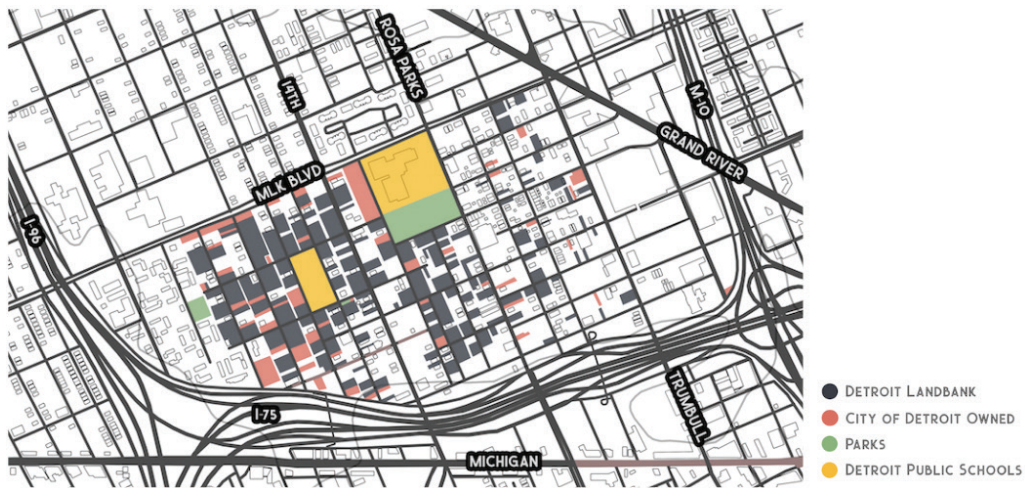 ROSA PARKS
14TH
M-10
GRAND RIVER
MLK BLVD
I-96
I-75
TRUMBULL
MICHIGAN
DETROIT LANDBANK
CITY OF DETROIT OWNED
PARKS
DETROIT PUBLIC SCHOOLS